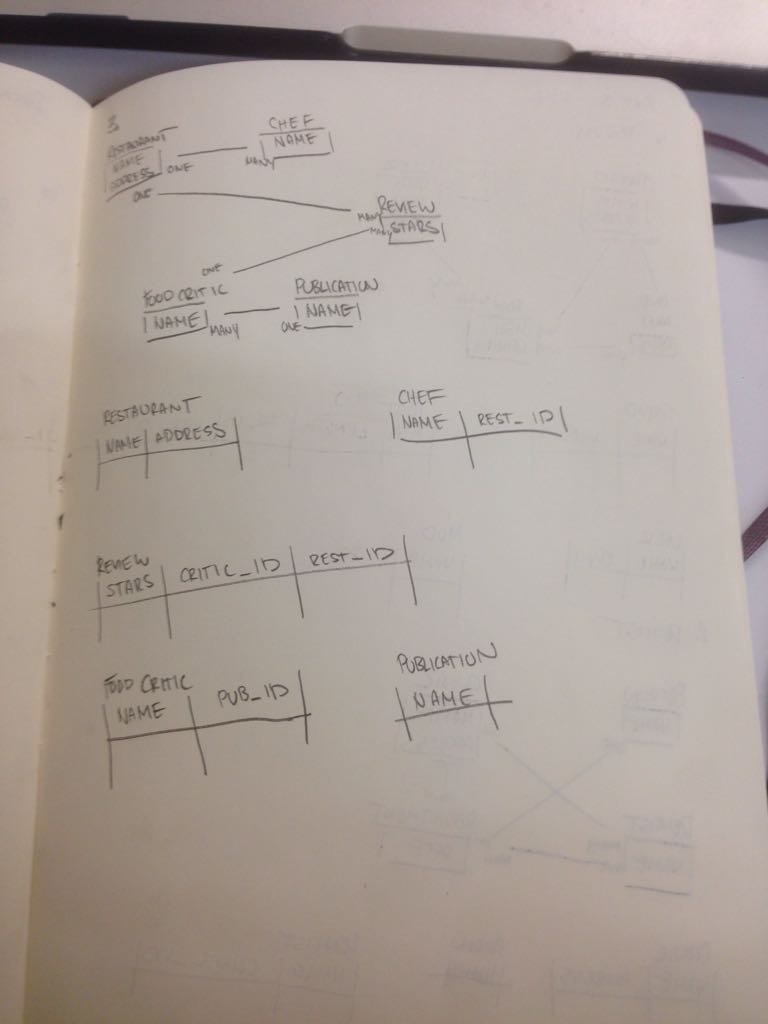 3
RESTAURANT
NAME
ADDRESS
ONE
ONE
CHEF
NAME
MANY
REVIEW
MANY
MANY STARS
ONE
FOOD CRITIC
NAME
MANY
PUBLICATION
NAME
ONE
RESTAURANT
NAME ADDRESS
CHEF
NAME REST_ID
REVIEW
STARS CRITIC_ID REST_ID
FOOD CRITIC
NAME PUB_ID
PUBLICATION
NAME